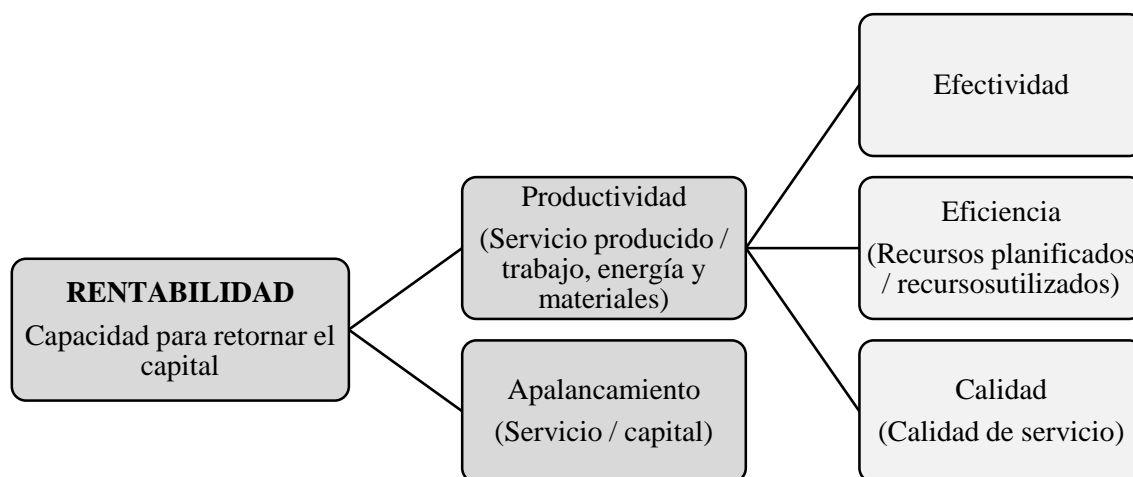 RENTABILIDAD
Capacidad para retornar el
capital
Productividad
(Servicio producido /
trabajo, energía y
materiales)
Apalancamiento
(Servicio / capital)
Efectividad
Eficiencia
(Recursos planificados
/ recursosutilizados)
Calidad
(Calidad de servicio)